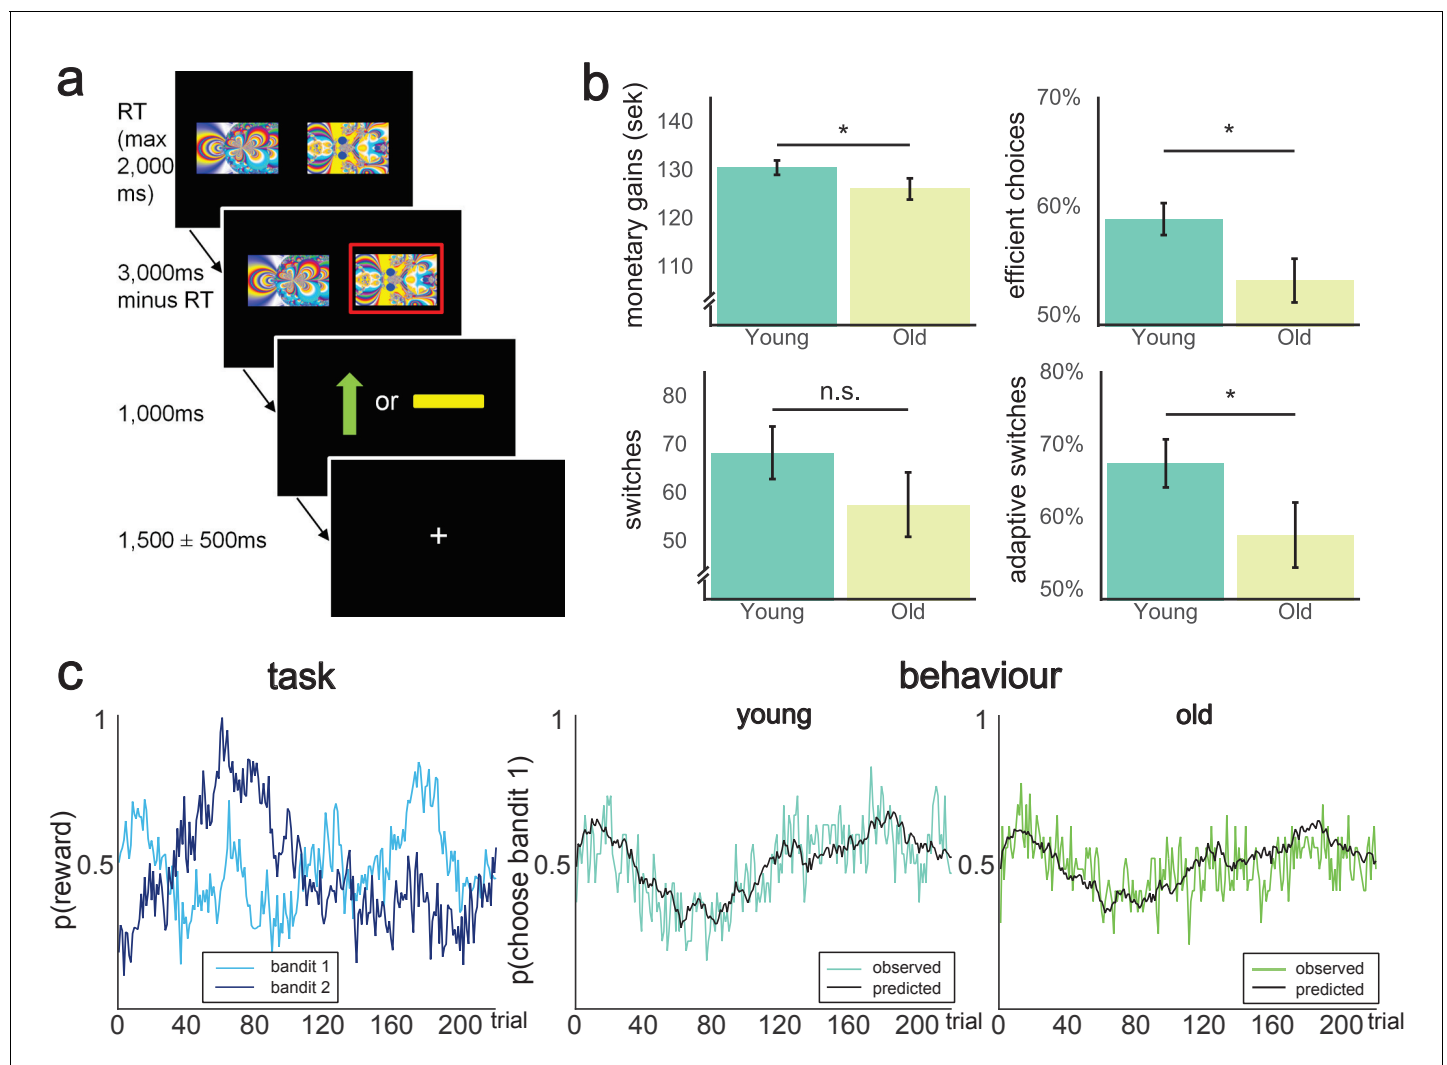 a
RT
(max
2,000
ms)
3,000ms
minus RT
1,000ms
or
1,500 ± 500ms
+
b
monetary gains (sek)
140
130
120
110
*
Young
Old
efficient choices
70%
60%
50%
*
Young
Old
switches
80
70
60
50
n.s.
Young
Old
adaptive switches
80%
70%
60%
50%
*
Young
Old
c
task
behaviour
p(reward)
1
0.5
bandit 1
bandit 2
0 40 80 120 160 200 trial
young
p(choose bandit 1)
1
0.5
observed
predicted
0 40 80 120 160 200 trial
old
1
0.5
observed
predicted
0 40 80 120 160 200 trial